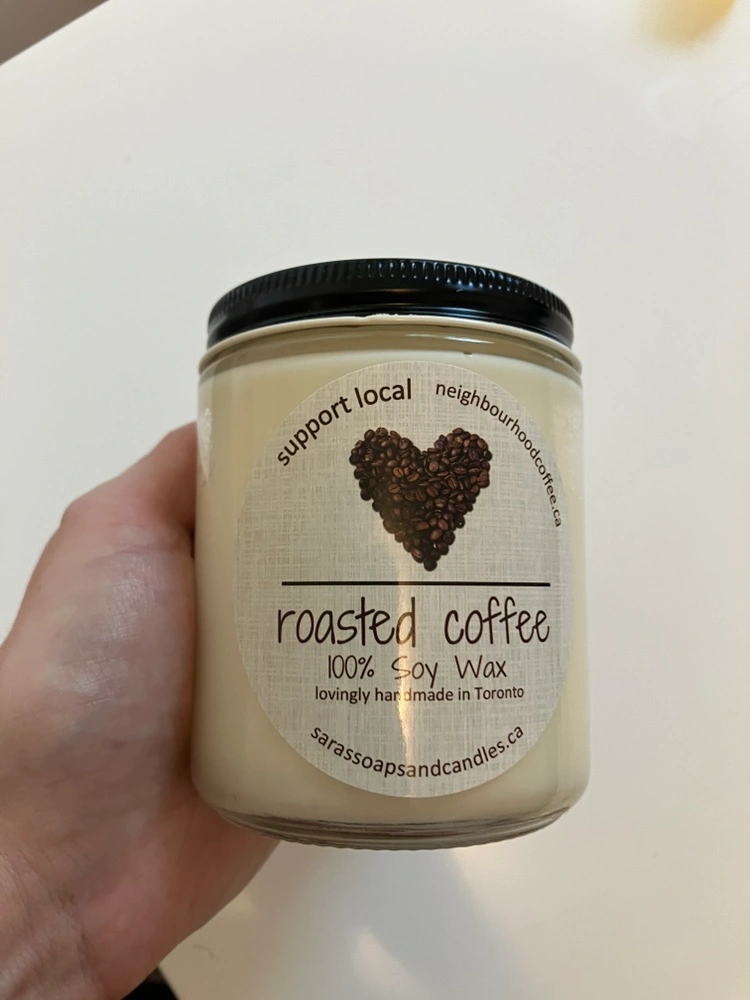 support local
neighbourhoodcoffee.ca
roasted coffee
100% Soy Wax
lovingly handmade in Toronto
sarassoapsandcandles.ca